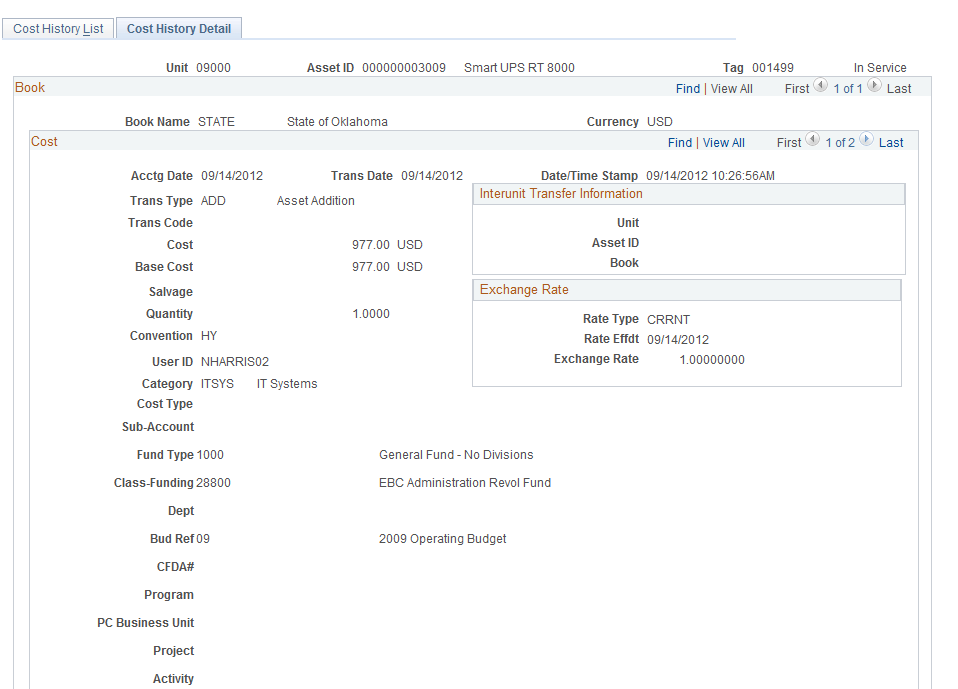 Cost History List Cost History Detail
Unit 09000 Asset ID 000000003009 Smart UPS RT 8000 Tag 001499 In Service
Book Find | View All First 1 of 1 Last
Book Name STATE State of Oklahoma Currency USD
Cost Find | View All First 1 of 2 Last
Acctg Date 09/14/2012 Trans Date 09/14/2012 Date/Time Stamp 09/14/2012 10:26:56AM
Trans Type ADD Asset Addition
Trans Code
Cost 977.00 USD
Base Cost 977.00 USD
Salvage
Quantity 1.0000
Convention HY
User ID NHARRIS02
Category ITSYS IT Systems
Cost Type
Interunit Transfer Information
Unit
Asset ID
Book
Exchange Rate
Rate Type CRRNT
Rate Effdt 09/14/2012
Exchange Rate 1.00000000
Sub-Account
Fund Type 1000 General Fund - No Divisions
Class-Funding 28800 EBC Administration Revol Fund
Dept
Bud Ref 09 2009 Operating Budget
CFDA#
Program
PC Business Unit
Project
Activity